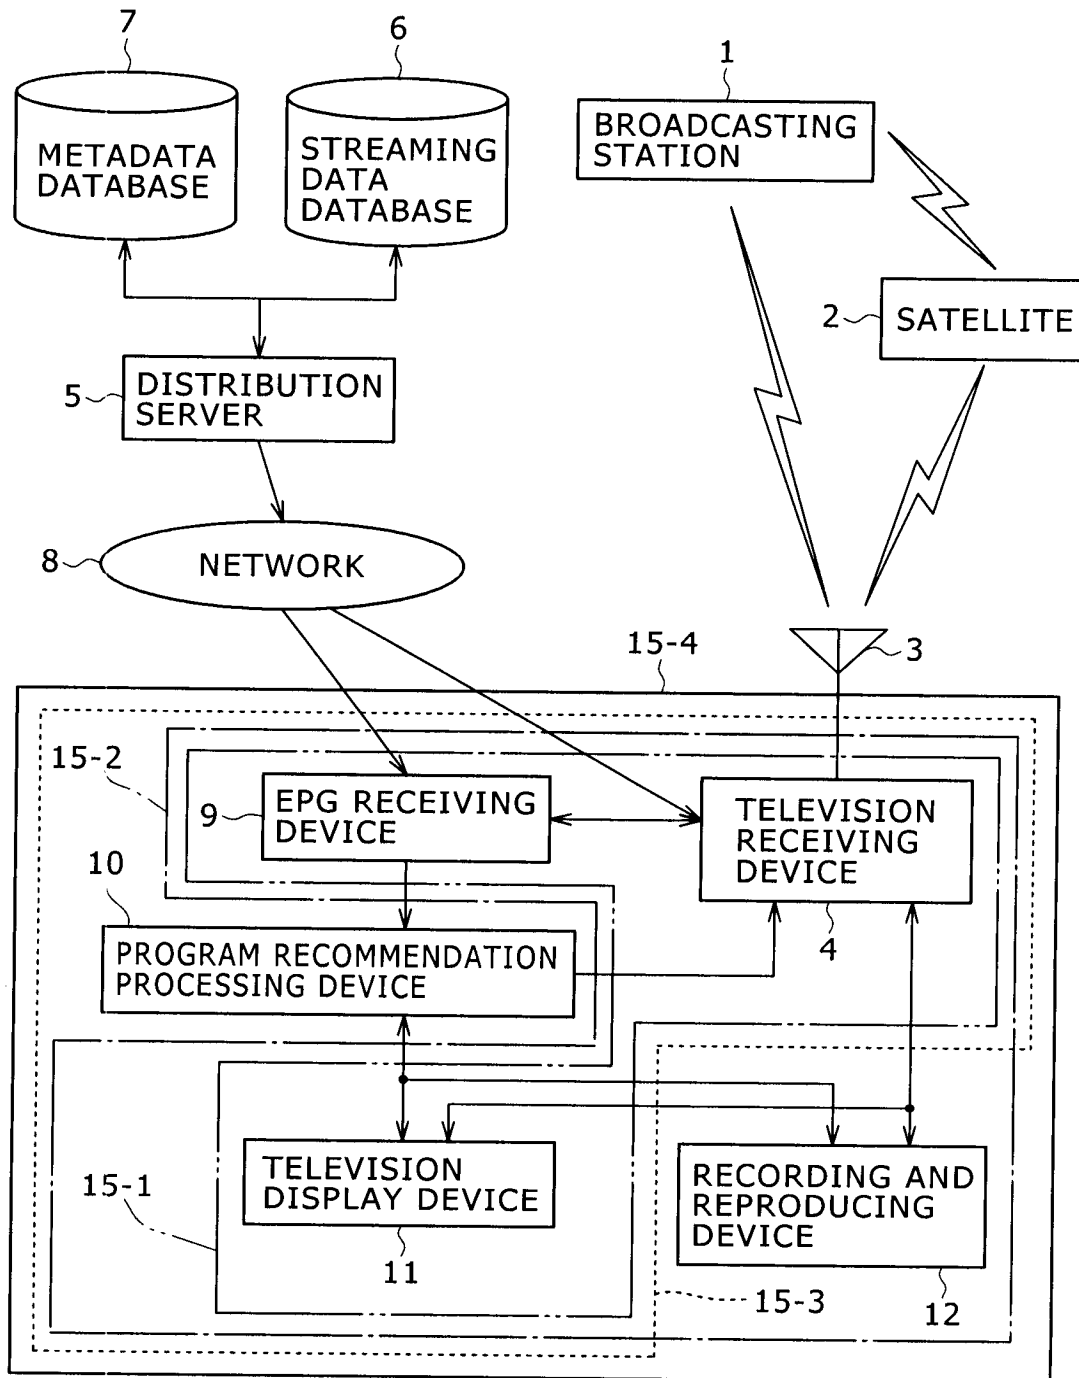 7
6
1
METADATA
DATABASE
STREAMING
DATA
DATABASE
BROADCASTING
STATION
2
SATELLITE
5
DISTRIBUTION
SERVER
8
NETWORK
15-4
3
15-2
9
EPG RECEIVING
DEVICE
TELEVISION
RECEIVING
DEVICE
10
4
PROGRAM RECOMMENDATION
PROCESSING DEVICE
15-1
TELEVISION
DISPLAY DEVICE
RECORDING AND
REPRODUCING
DEVICE
11
15-3
12